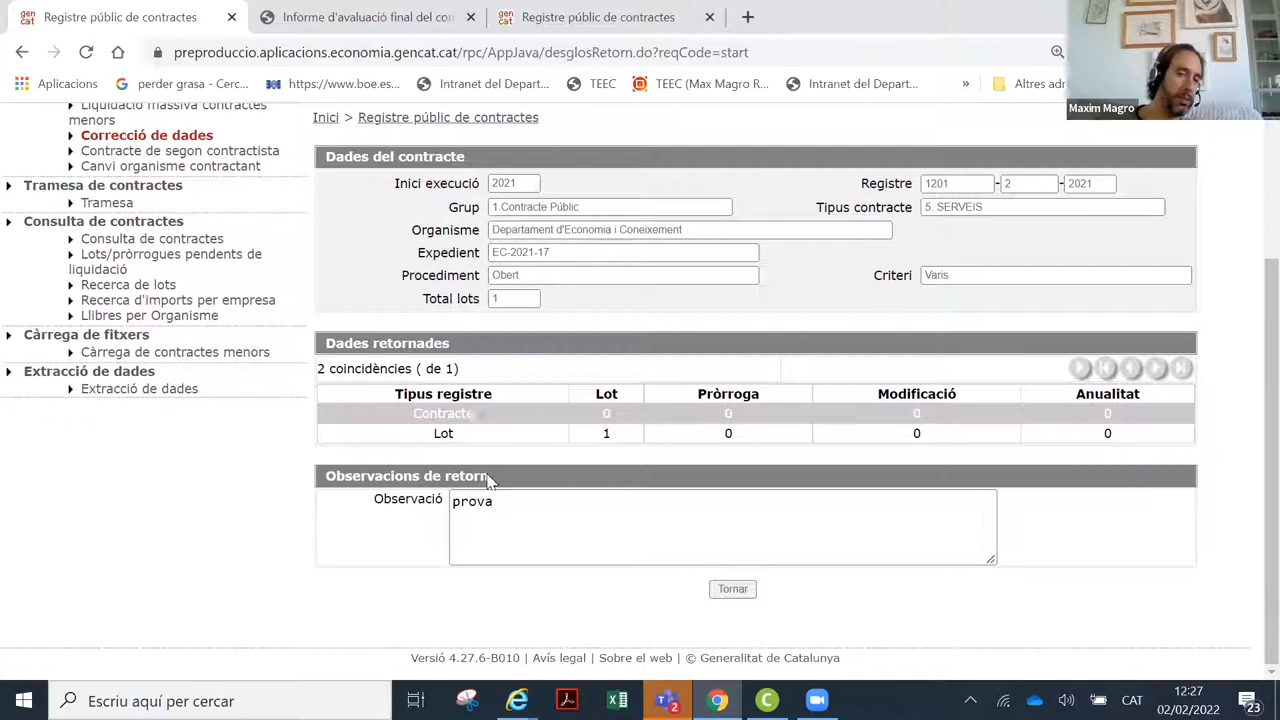 Registre públic de contractes
Informe d'avaluació final del con
Registre públic de contractes
preproduccio.aplicacions.economia.gencat.cat/rpc/AppJava/desglosRetorn.do?reqCode=start
Aplicacions
perder grasa - Cerc...
https://www.boe.es...
Intranet del Depart...
TEEC
TEEC (Max Magro R...
Intranet del Depart...
»
Altres adre
Maxim Magro
Liquidació massiva contractes
menors
Correcció de dades
Contracte de segon contractista
Canvi organisme contractant
Tramesa de contractes
Tramesa
Consulta de contractes
Consulta de contractes
Lots/pròrrogues pendents de
liquidació
Recerca de lots
Recerca d'imports per empresa
Llibres per Organisme
Càrrega de fitxers
Càrrega de contractes menors
Extracció de dades
Extracció de dades
Inici > Registre públic de contractes
Dades del contracte
Inici execució 2021 Registre 1201 - 2 - 2021
Grup 1.Contracte Públic Tipus contracte 5. SERVEIS
Organisme Departament d'Economia i Coneixement
Expedient EC-2021-17
Procediment Obert Criteri Varis
Total lots 1
Dades retornades
2 coincidències ( de 1)
Tipus registre Lot Pròrroga Modificació Anualitat
Contracte 0 0 0 0
Lot 1 0 0 0
Observacions de retorn
Observació prova
Tornar
Versió 4.27.6-B010 | Avís legal | Sobre el web | © Generalitat de Catalunya
Escriu aquí per cercar
2
CAT
12:27
02/02/2022
23